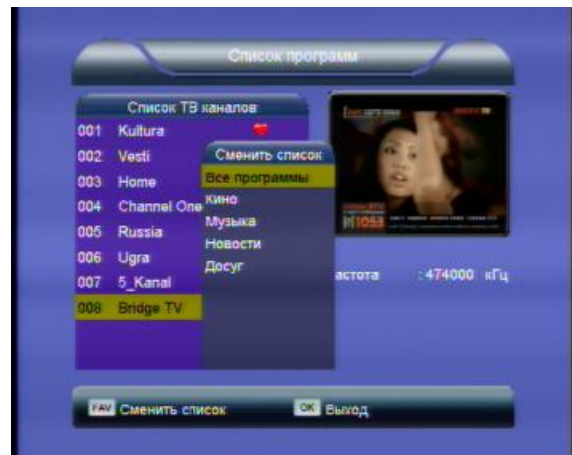 Список программ
Список ТВ каналов
001 Kultura
002 Vesti
003 Home
004 Channel One
005 Russia
006 Ugra
007 5_Kanal
008 Bridge TV
Сменить список
Все программы
Кино
Музыка
Новости
Досуг
1053
астота :474000 кГц
FAV Сменить список
OK Выход